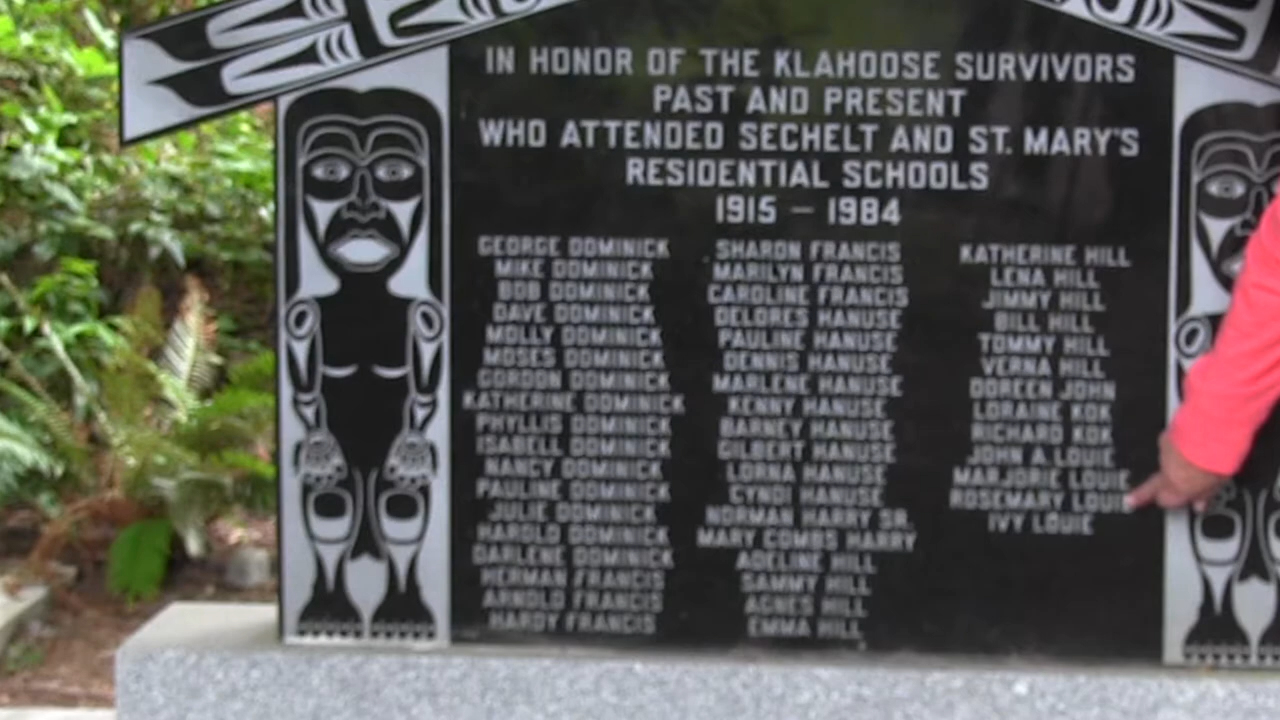 IN HONOR OF THE KLAHOOSE SURVIVORS
PAST AND PRESENT
WHO ATTENDED SECHELT AND ST. MARY'S
RESIDENTIAL SCHOOLS
1915 — 1984
GEORGE DOMINICK
MIKE DOMINICK
BOB DOMINICK
DAVE DOMINICK
MOLLY DOMINICK
MOSES DOMINICK
GORDON DOMINICK
KATHERINE DOMINICK
PHYLLIS DOMINICK
ISABELL DOMINICK
NANCY DOMINICK
PAULINE DOMINICK
JULIE DOMINICK
HAROLD DOMINICK
DARLENE DOMINICK
HERMAN FRANCIS
ARNOLD FRANCIS
HARDY FRANCIS
SHARON FRANCIS
MARILYN FRANCIS
CAROLINE FRANCIS
DELORES HANUSE
PAULINE HANUSE
DENNIS HANUSE
MARLENE HANUSE
KENNY HANUSE
BARNEY HANUSE
GILBERT HANUSE
LORNA HANUSE
CYNDI HANUSE
NORMAN HARRY SR.
MARY COMBS HARRY
ADELINE HILL
SAMMY HILL
AGNES HILL
EMMA HILL
KATHERINE HILL
LENA HILL
JIMMY HILL
BILL HILL
TOMMY HILL
VERNA HILL
DOREEN JOHN
LORAINE KOK
RICHARD KOK
JOHN A. LOUIE
MARJORIE LOUIE
ROSEMARY LOUIE
IVY LOUIE